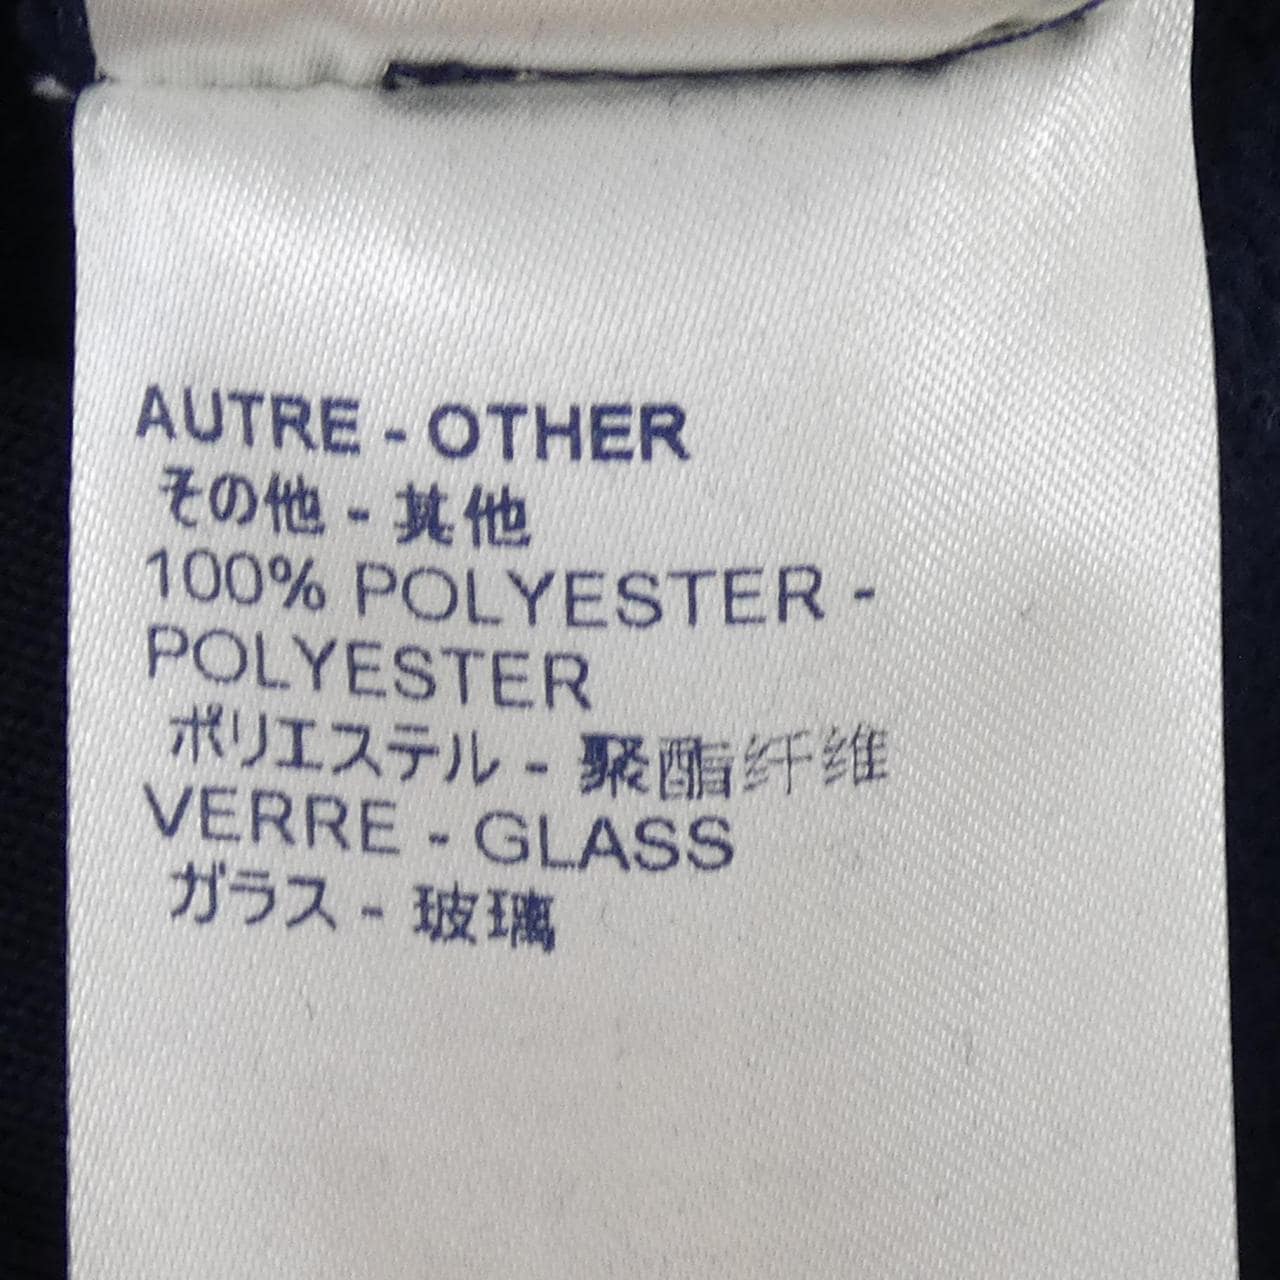 AUTRE - OTHER
その他 - 其他
100% POLYESTER -
POLYESTER
ポリエステル - 聚酯纤维
VERRE - GLASS
ガラス - 玻璃